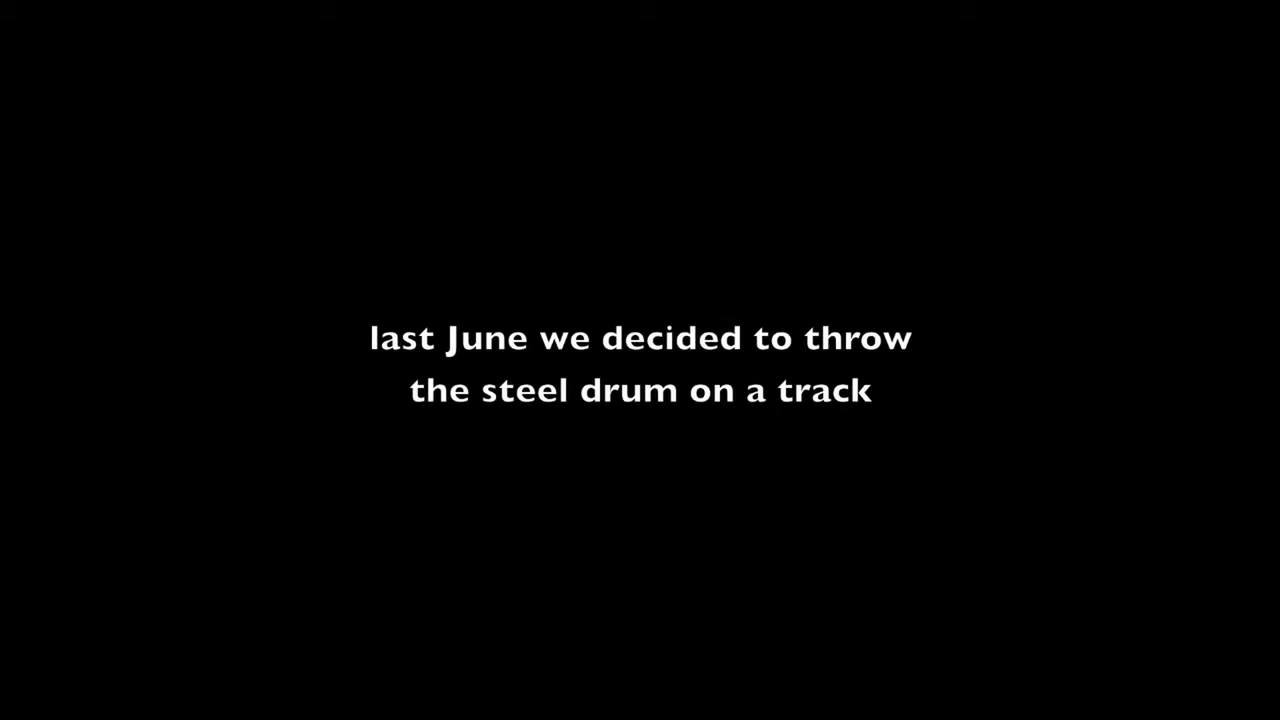 last June we decided to throw
the steel drum on a track